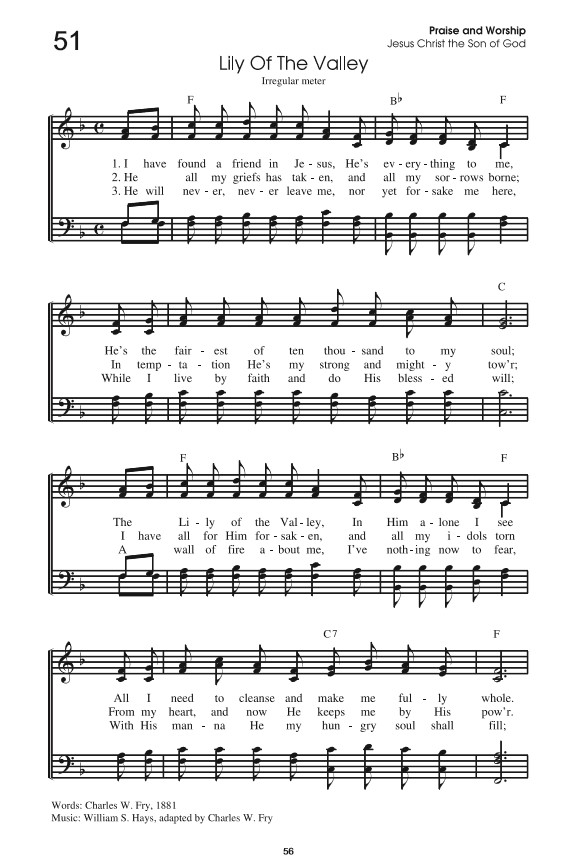 51
Praise and Worship
Jesus Christ the Son of God
Lily Of The Valley
Irregular meter
F B♭ F
1. I have found a friend in Je - sus, He's ev - ery - thing to me,
2. He all my griefs has tak - en, and all my sor - rows borne;
3. He will nev - er, nev - er leave me, nor yet for - sake me here,
C
He's the fair - est of ten thou - sand to my soul;
In temp - ta - tion He's my strong and might - y tow'r;
While I live by faith and do His bless - ed will;
F B♭ F
The Li - ly of the Val - ley, In Him a - lone I see
I have all for Him for - sak - en, and all my i - dols torn
A wall of fire a - bout me, I've noth - ing now to fear,
C7 F
All I need to cleanse and make me ful - ly whole.
From my heart, and now He keeps me by His pow'r.
With His man - na He my hun - gry soul shall fill;
Words: Charles W. Fry, 1881
Music: William S. Hays, adapted by Charles W. Fry
56